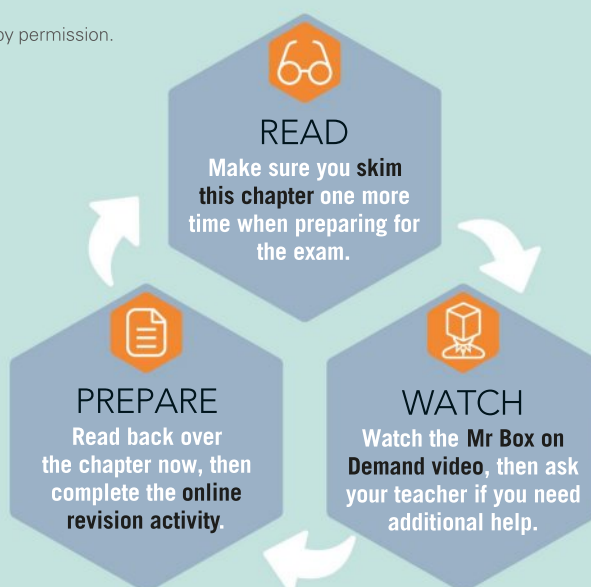 by permission.
READ
Make sure you skim
this chapter one more
time when preparing for
the exam.
PREPARE
Read back over
the chapter now, then
complete the online
revision activity.
WATCH
Watch the Mr Box on
Demand video, then ask
your teacher if you need
additional help.